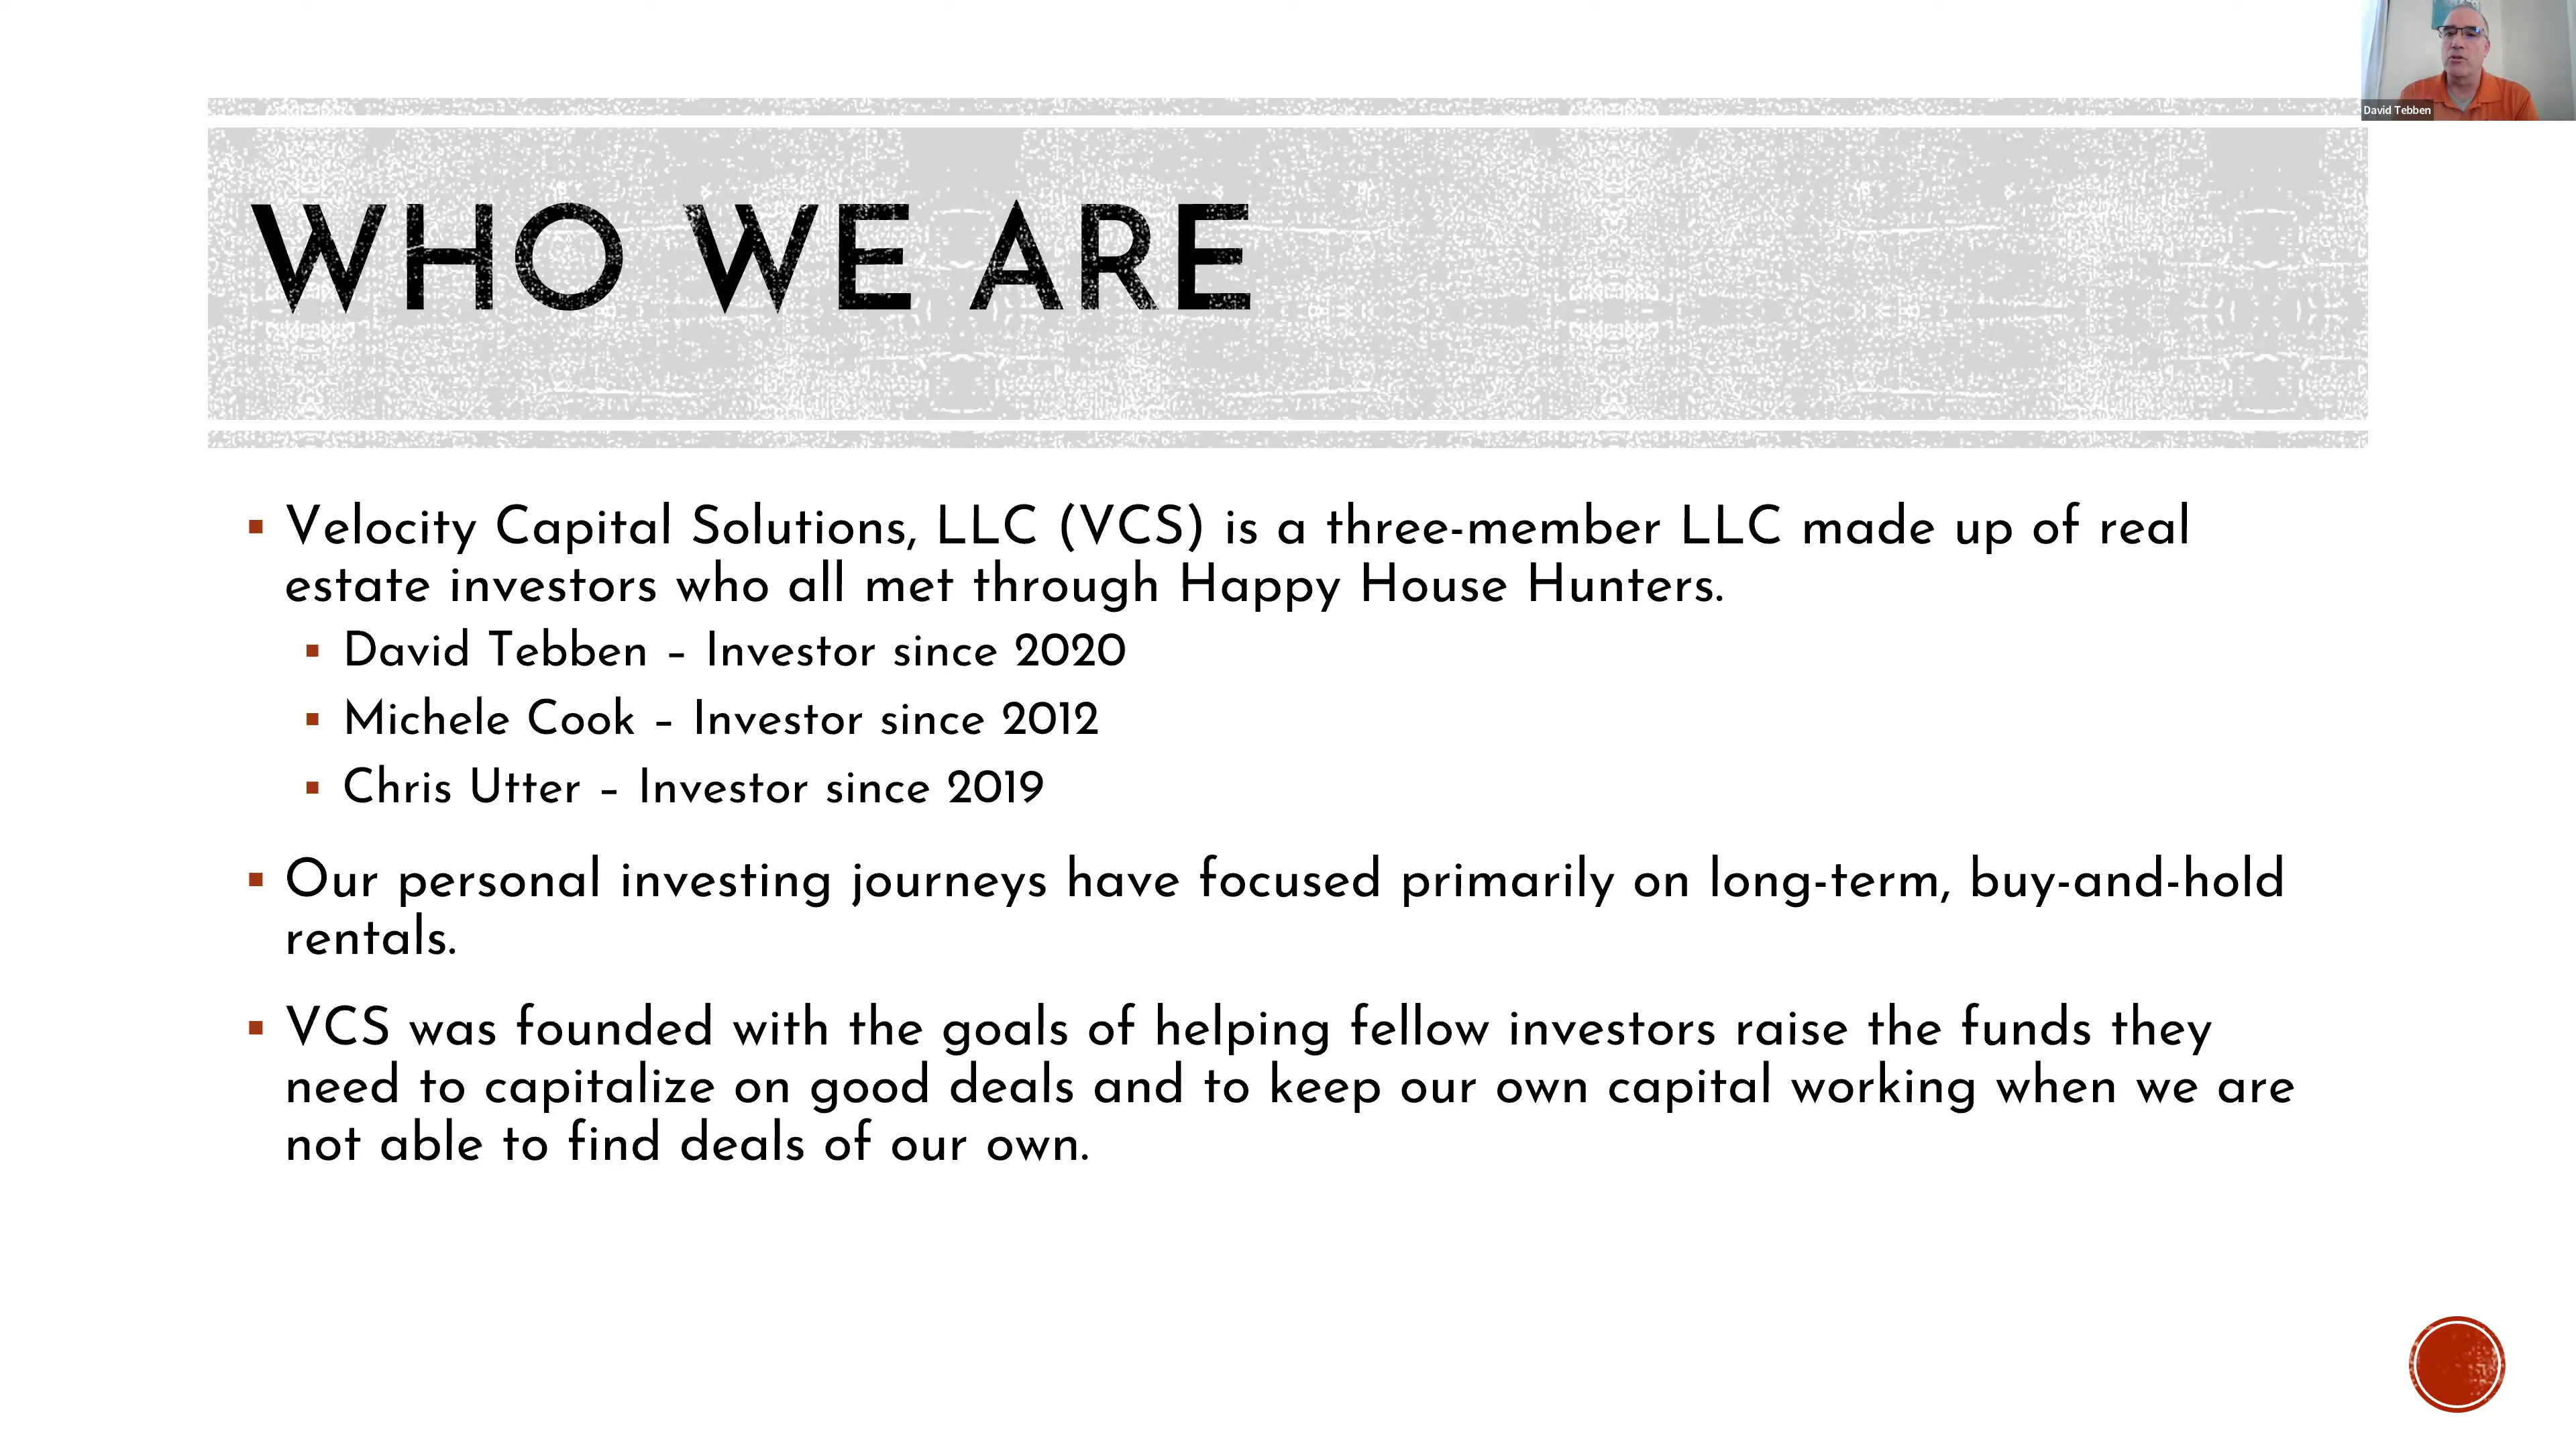 David Tebben
WHO WE ARE
Velocity Capital Solutions, LLC (VCS) is a three-member LLC made up of real
estate investors who all met through Happy House Hunters.
David Tebben – Investor since 2020
Michele Cook – Investor since 2012
Chris Utter – Investor since 2019
Our personal investing journeys have focused primarily on long-term, buy-and-hold
rentals.
VCS was founded with the goals of helping fellow investors raise the funds they
need to capitalize on good deals and to keep our own capital working when we are
not able to find deals of our own.